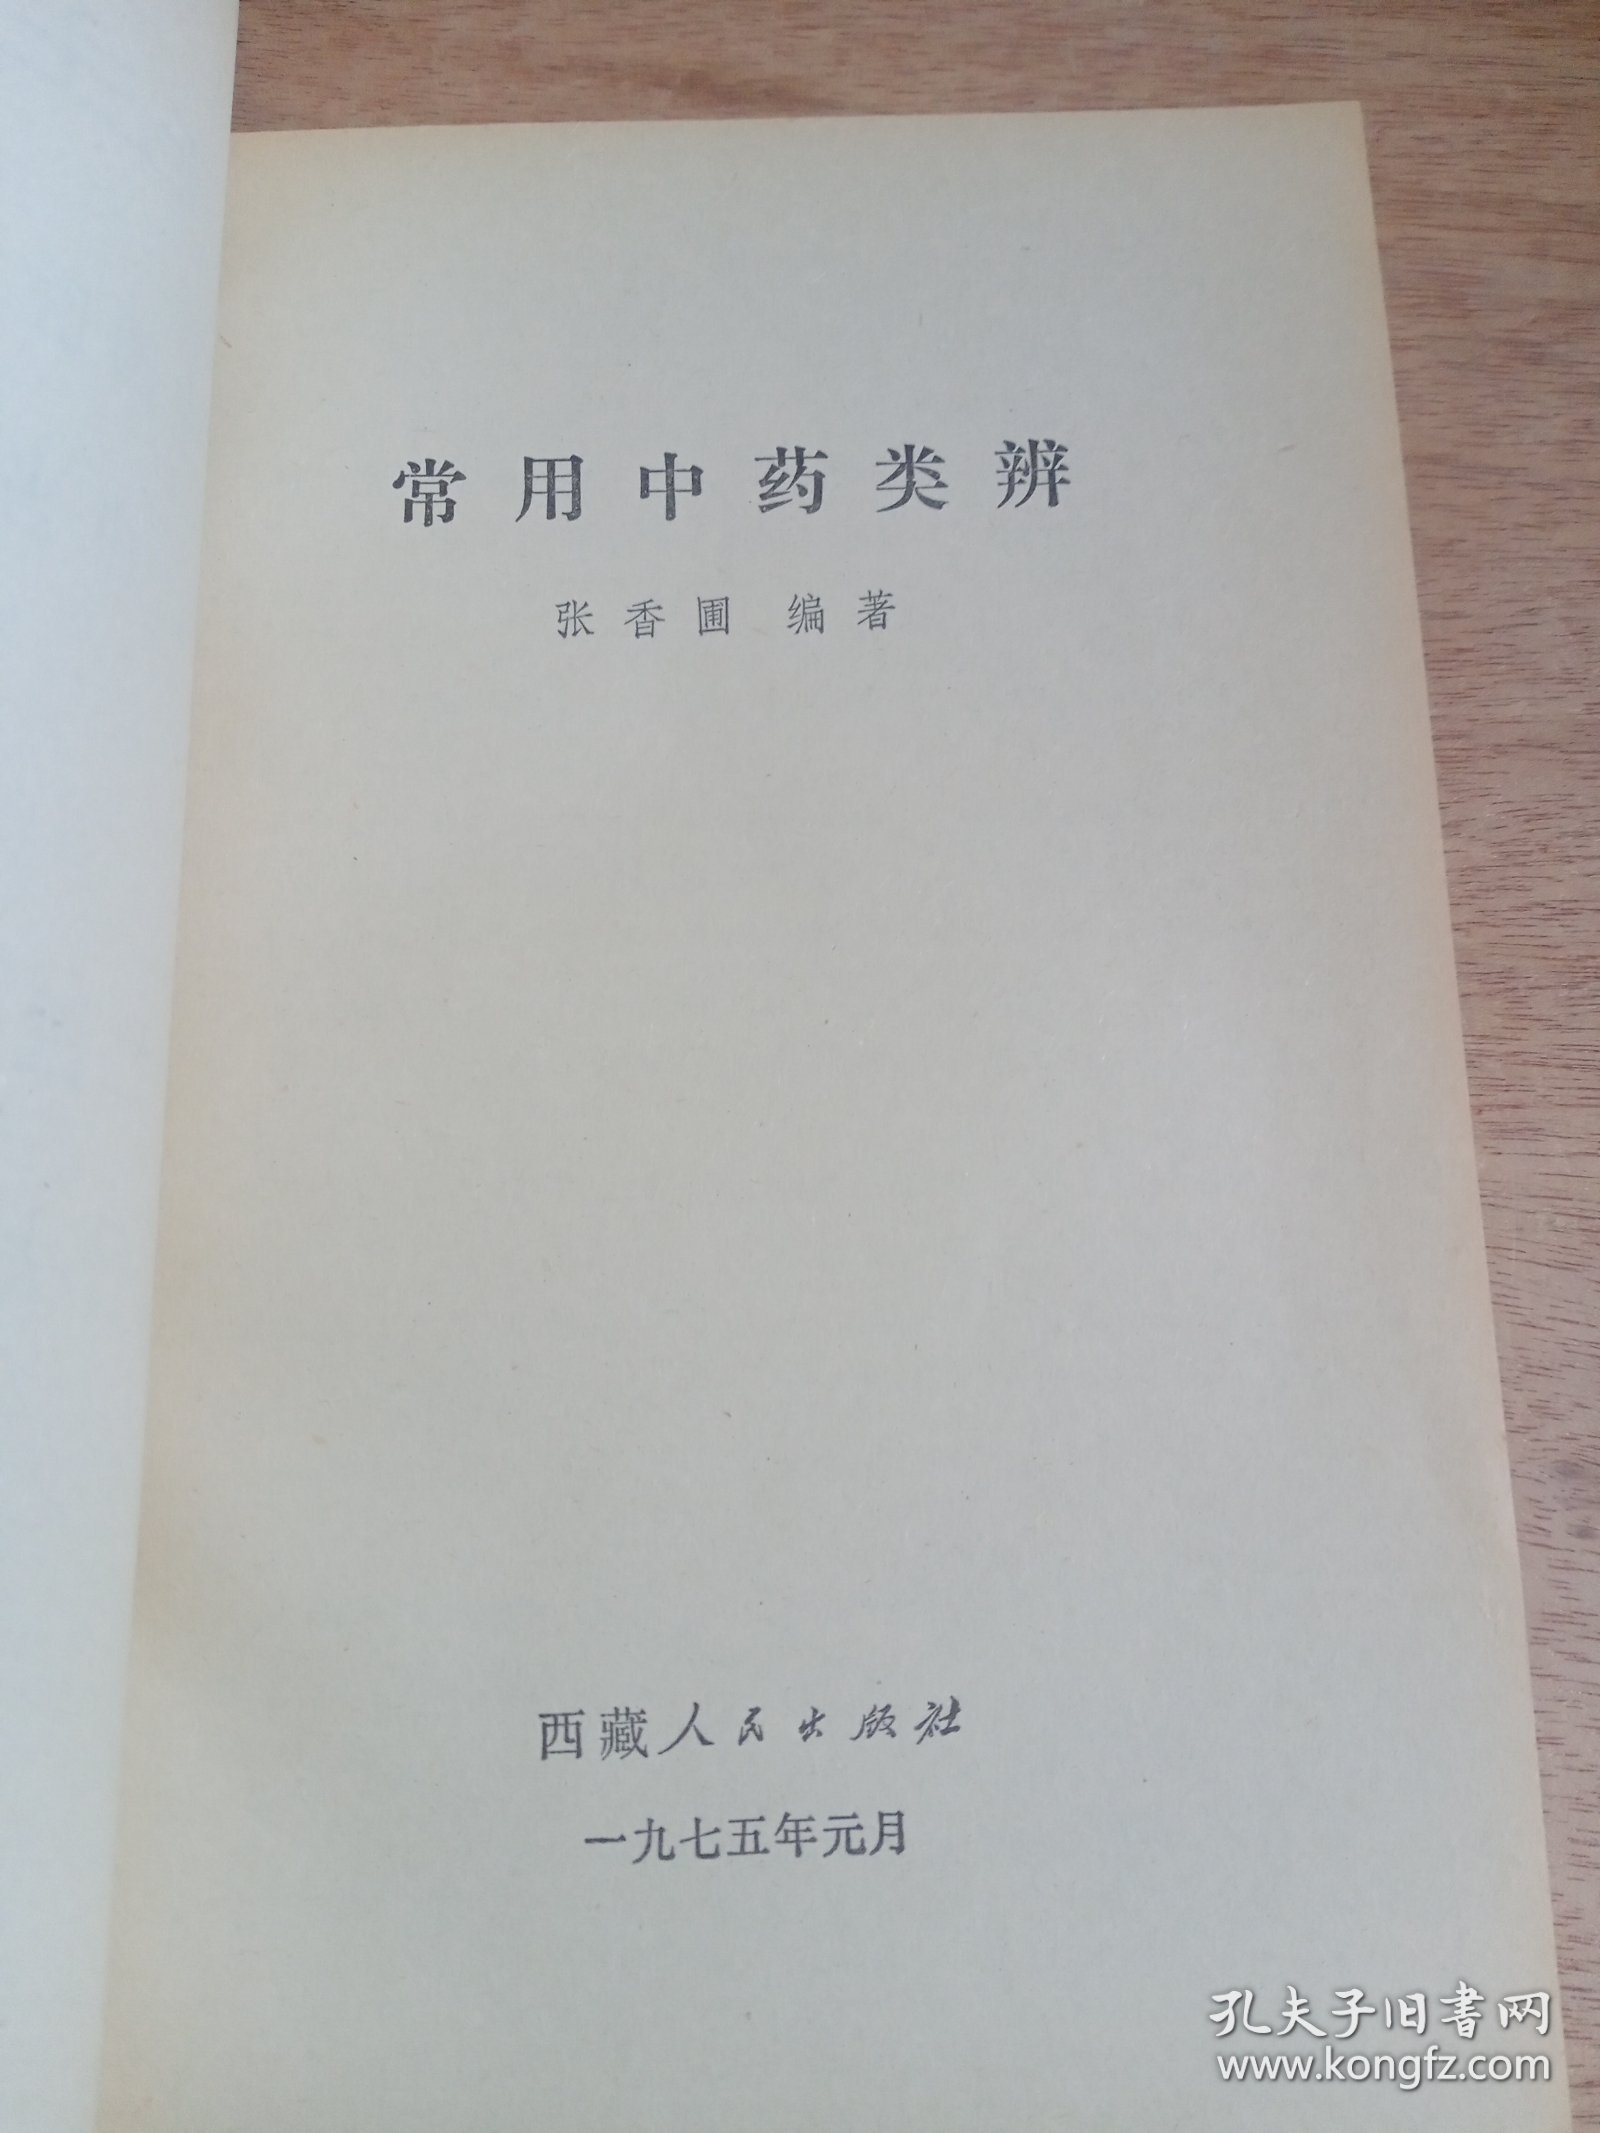 常用中药类辨
张香圃 编著
西藏人民出版社
一九七五年元月
孔夫子旧书网
www.kongfz.com